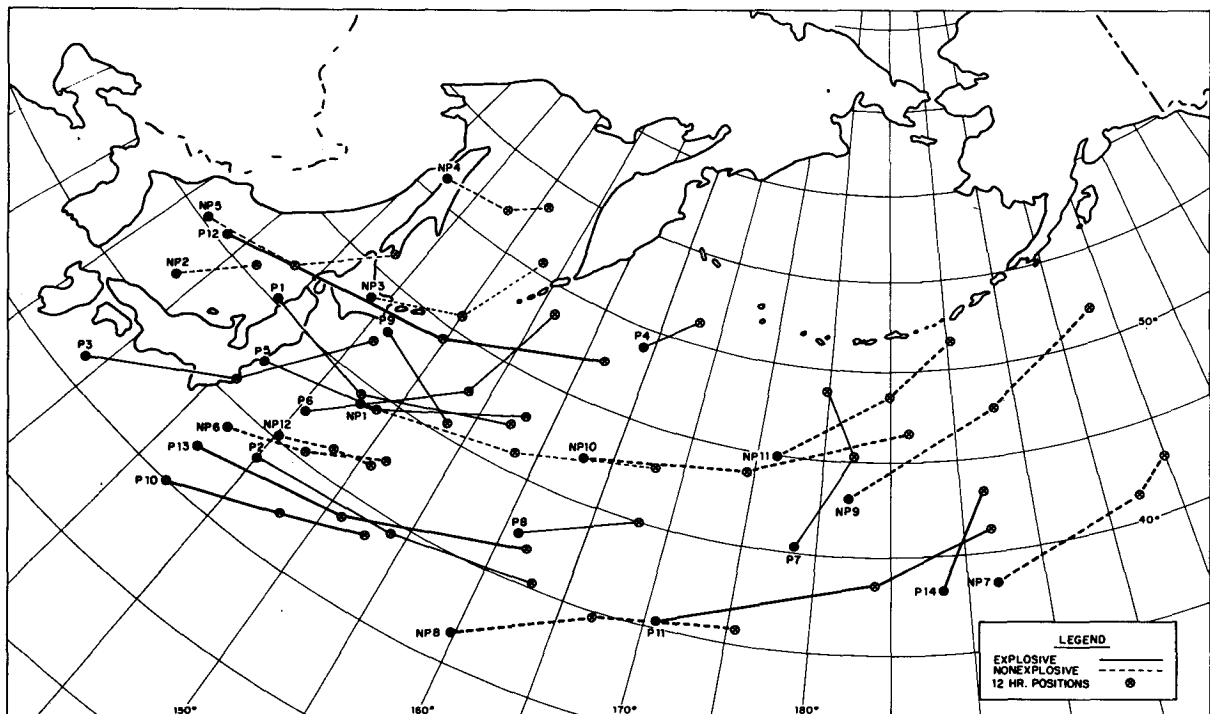 NP4
NP5
P12
NP2
P1
NP3
P9
P3
P5
P4
50°
P6
NP1
NP6
NP12
P13
P2
NP10
NP11
P10
NP9
P8
40°
P7
NP7
P14
NP8
P11
LEGEND
EXPLOSIVE
NONEXPLOSIVE
12 HR. POSITIONS
150°
160°
170°
180°